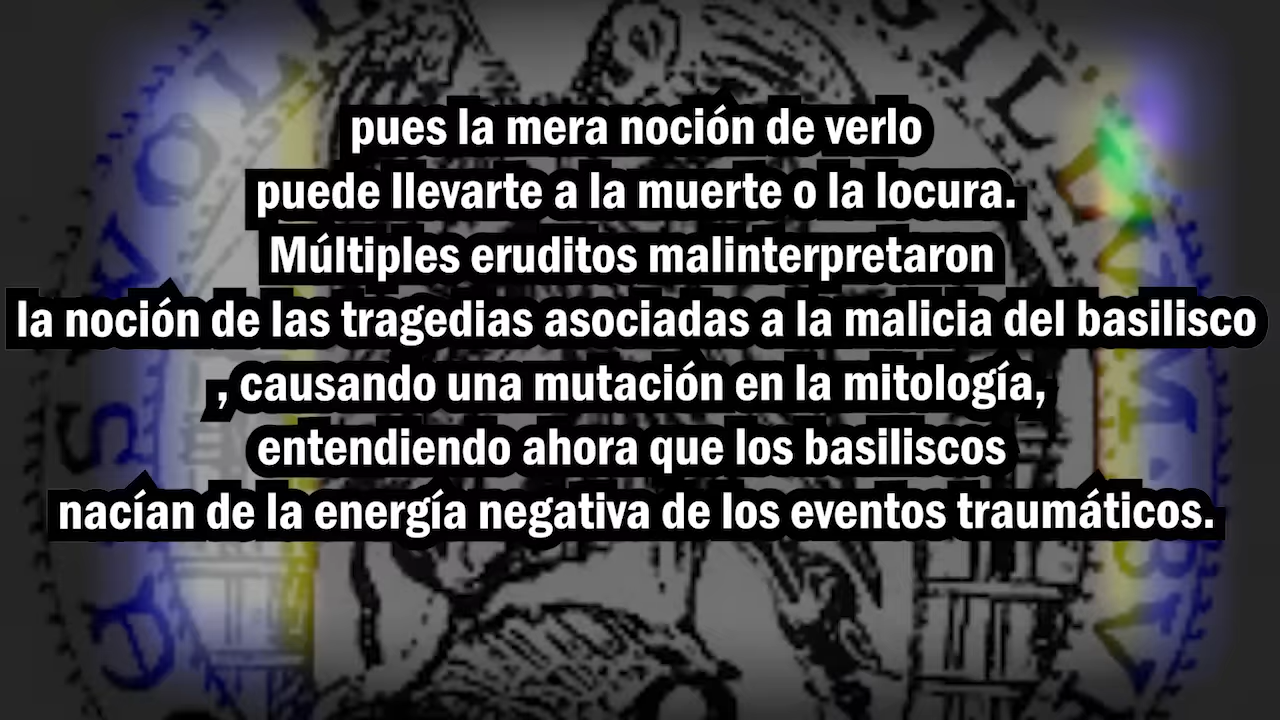 pues la mera noción de verlo
puede llevarte a la muerte o la locura.
Múltiples eruditos malinterpretaron
la noción de las tragedias asociadas a la malicia del basilisco
, causando una mutación en la mitología,
entendiendo ahora que los basiliscos
nacían de la energía negativa de los eventos traumáticos.